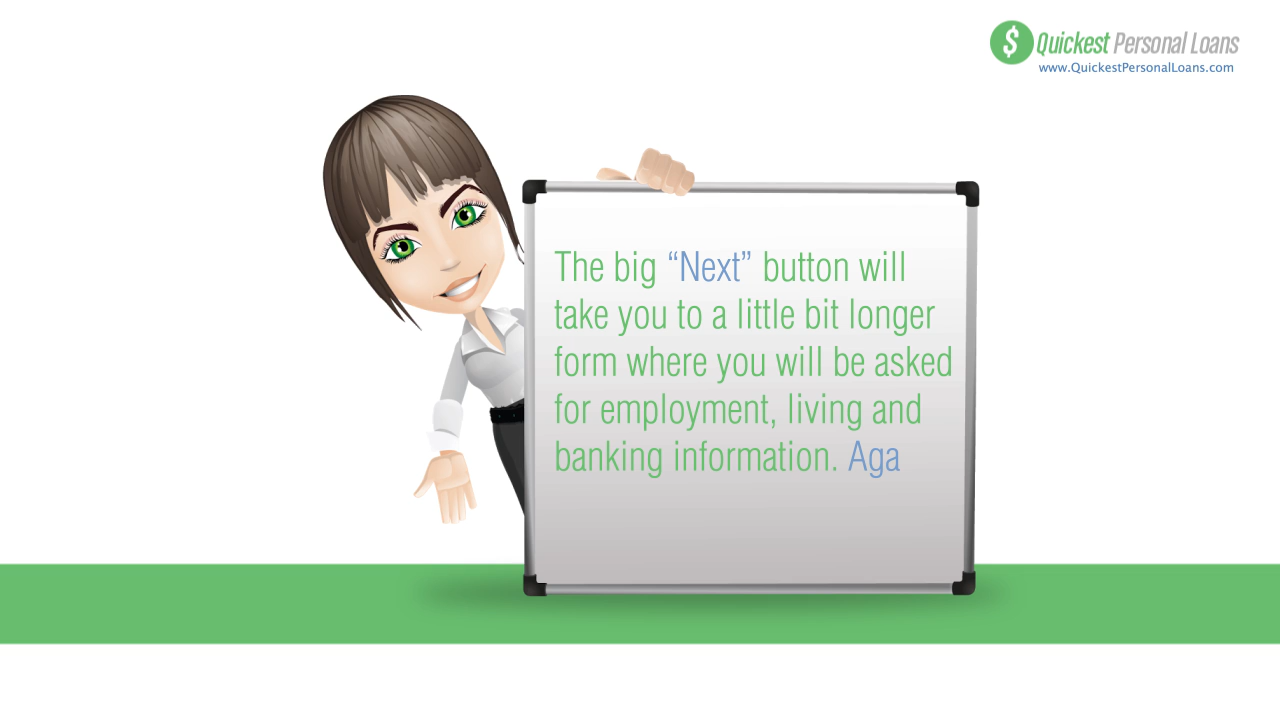 $ Quickest Personal Loans
www.QuickestPersonalLoans.com
The big “Next” button will
take you to a little bit longer
form where you will be asked
for employment, living and
banking information. Aga